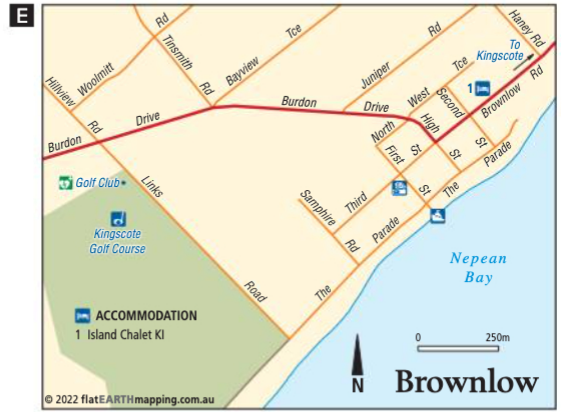 E
Haney Rd
To
Kingscote
Rd
Tinsmith
Rd
Bayview
Tce
Juniper
Rd
Woolmitt
Hillview
Rd
Burdon
Drive
Burdon
Drive
West
Tce
Second
St
1
Brownlow
Rd
North
High
St
First
St
The
Parade
Golf Club
Links
Road
Kingscote
Golf Course
Samphire
Rd
Third
The
Parade
Nepean
Bay
ACCOMMODATION
1 Island Chalet KI
0 250m
N
Brownlow
© 2022 flatEARTHmapping.com.au